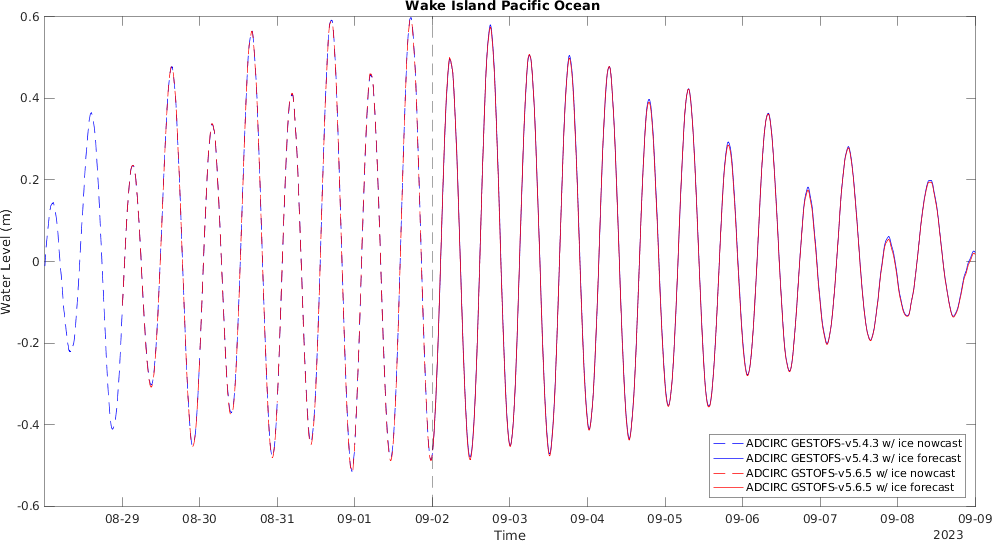 Wake Island Pacific Ocean
0.6
0.4
0.2
0
-0.2
-0.4
-0.6
Water Level (m)
ADCIRC GESTOFS-v5.4.3 w/ ice nowcast
ADCIRC GESTOFS-v5.4.3 w/ ice forecast
ADCIRC GSTOFS-v5.6.5 w/ ice nowcast
ADCIRC GSTOFS-v5.6.5 w/ ice forecast
08-29 08-30 08-31 09-01 09-02 09-03 09-04 09-05 09-06 09-07 09-08 09-09
Time
2023